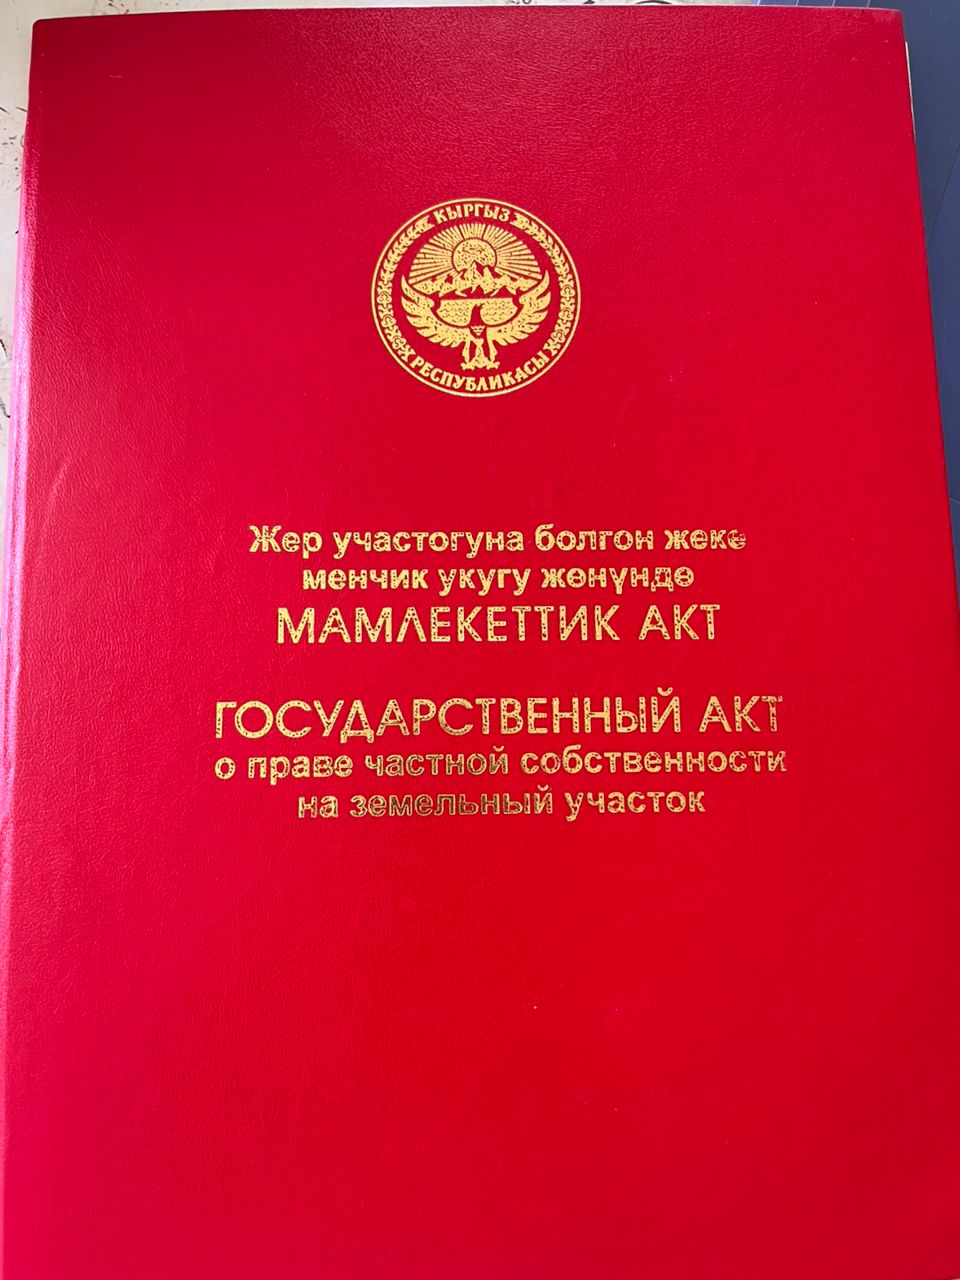 КЫРГЫЗ
РЕСПУБЛИКАСЫ
Жер участогуна болгон жеке
менчик укугу жөнүндө
МАМЛЕКЕТТИК АКТ
ГОСУДАРСТВЕННЫЙ АКТ
о праве частной собственности
на земельный участок